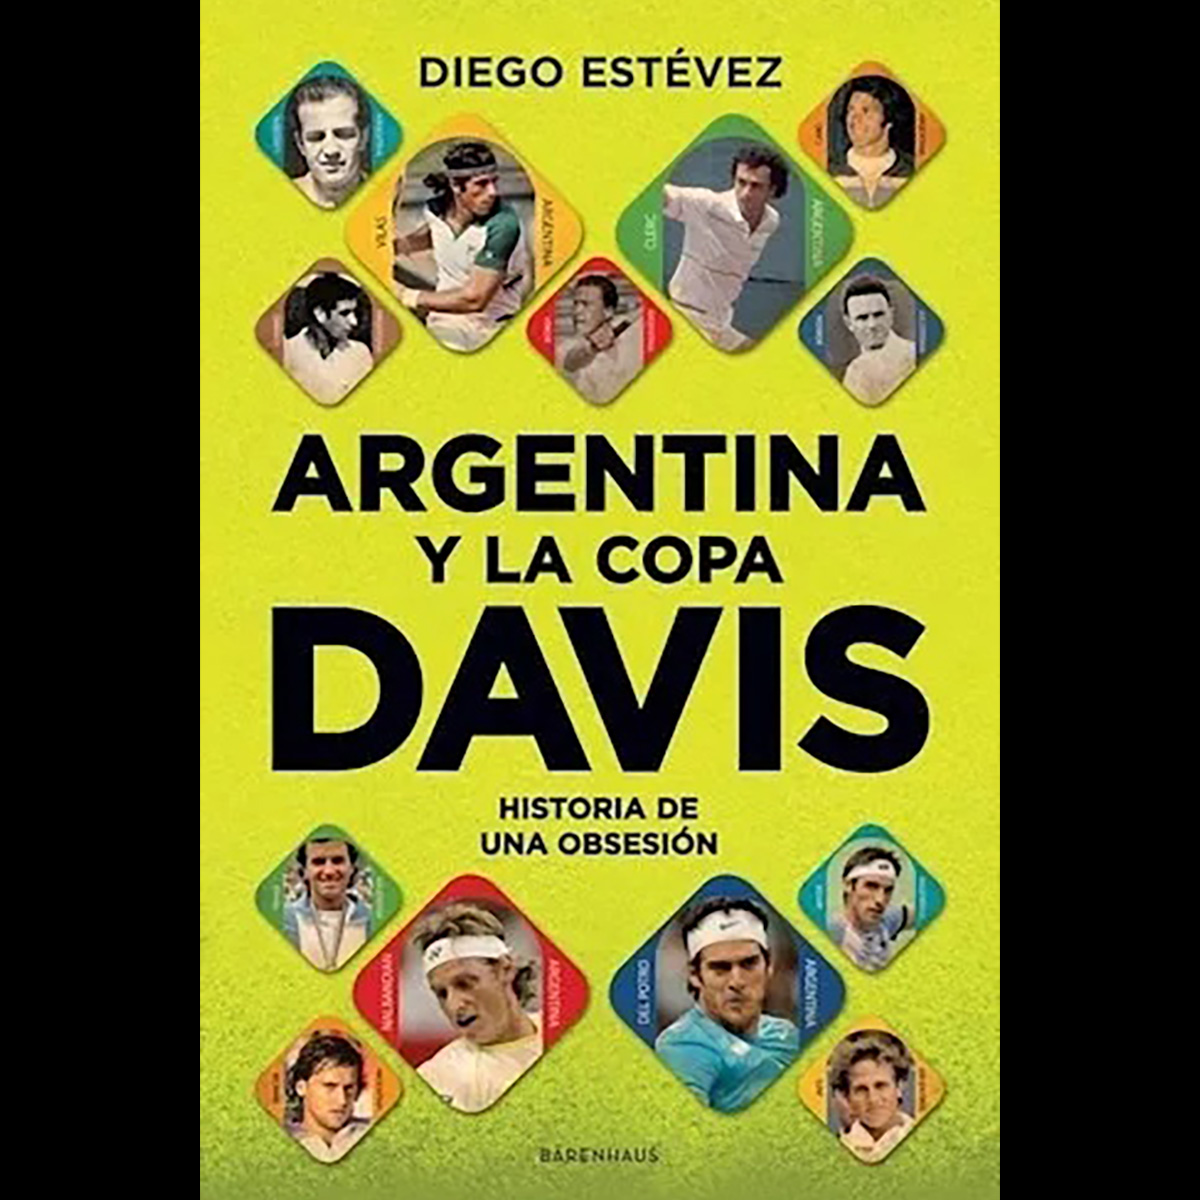 DIEGO ESTÉVEZ
CANO
VILAS
ARGENTINA
CLERC
ARGENTINA
ARGENTINA
Y LA COPA
DAVIS
HISTORIA DE
UNA OBSESIÓN
NALBANDIAN
ARGENTINA
DEL POTRO
ARGENTINA
BÄRENHAUS